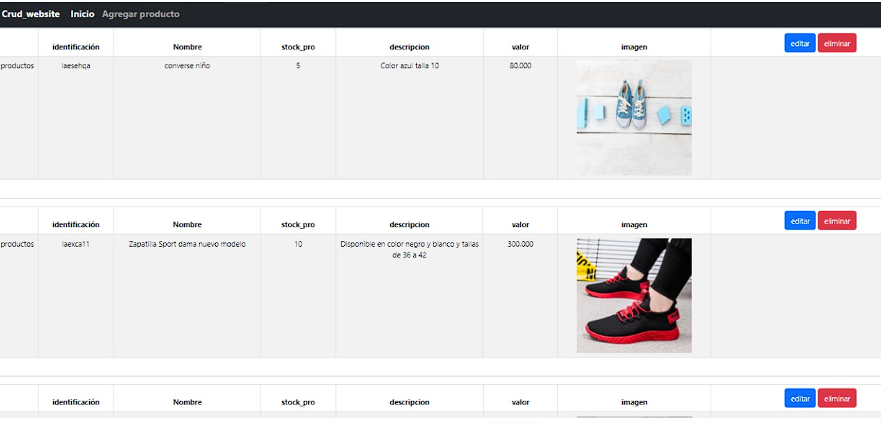 Crud_website Inicio Agregar producto
identificación Nombre stock_pro descripcion valor imagen editar eliminar
productos laesehqa converse niño 5 Color azul talla 10 80.000
identificación Nombre stock_pro descripcion valor imagen editar eliminar
productos laexca11 Zapatilla Sport dama nuevo modelo 10 Disponible en color negro y blanco y tallas 300.000
de 36 a 42
identificación Nombre stock_pro descripcion valor imagen editar eliminar